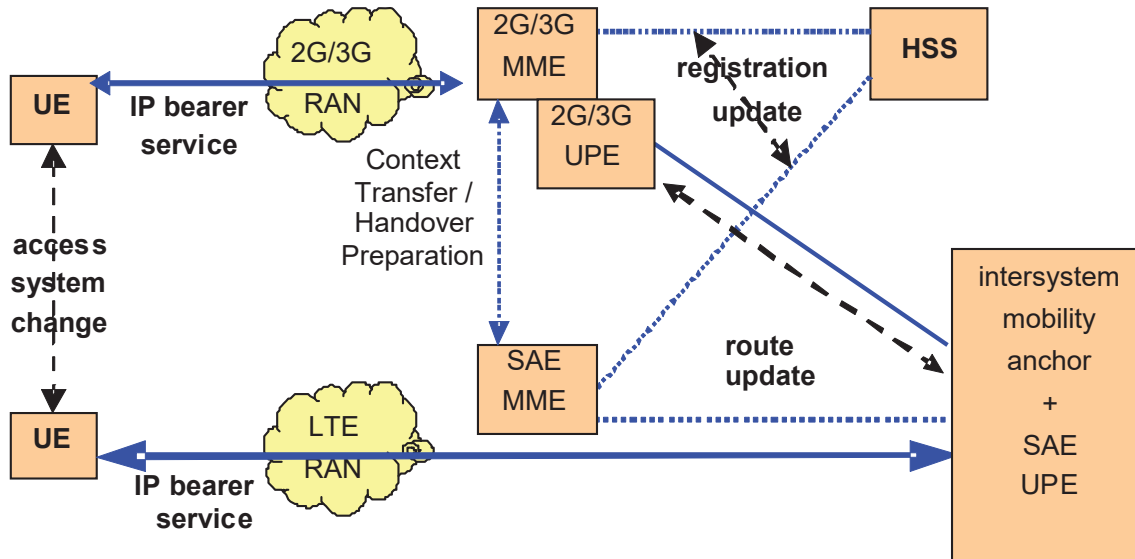 2G/3G
MME
HSS
2G/3G
RAN
registration
update
UE
IP bearer
service
2G/3G
UPE
Context
Transfer /
Handover
Preparation
access
system
change
intersystem
mobility
anchor
+
SAE
UPE
SAE
MME
route
update
UE
LTE
RAN
IP bearer
service